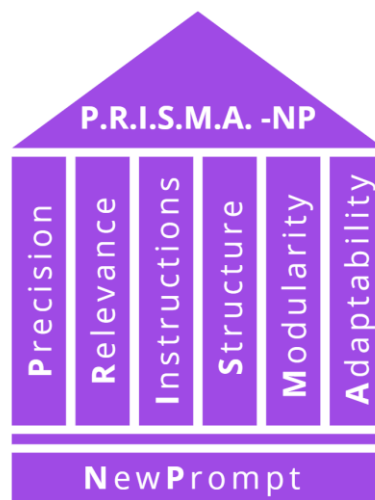 P.R.I.S.M.A. -NP
Precision
Relevance
Instructions
Structure
Modularity
Adaptability
NewPrompt